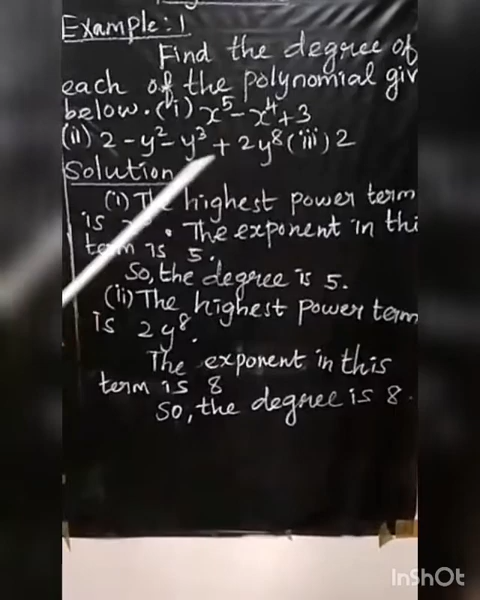 Example: 1
Find the degree of
each of the polynomial giv
below. (i) x⁵ - x⁴ + 3
(ii) 2 - y² - y³ + 2y⁸ (iii) 2
Solution
(i) The highest power term
is . The exponent in thi
term is 5.
So, the degree is 5.
(ii) The highest power term
is 2y⁸.
The exponent in this
term is 8
So, the degree is 8.
InShOt